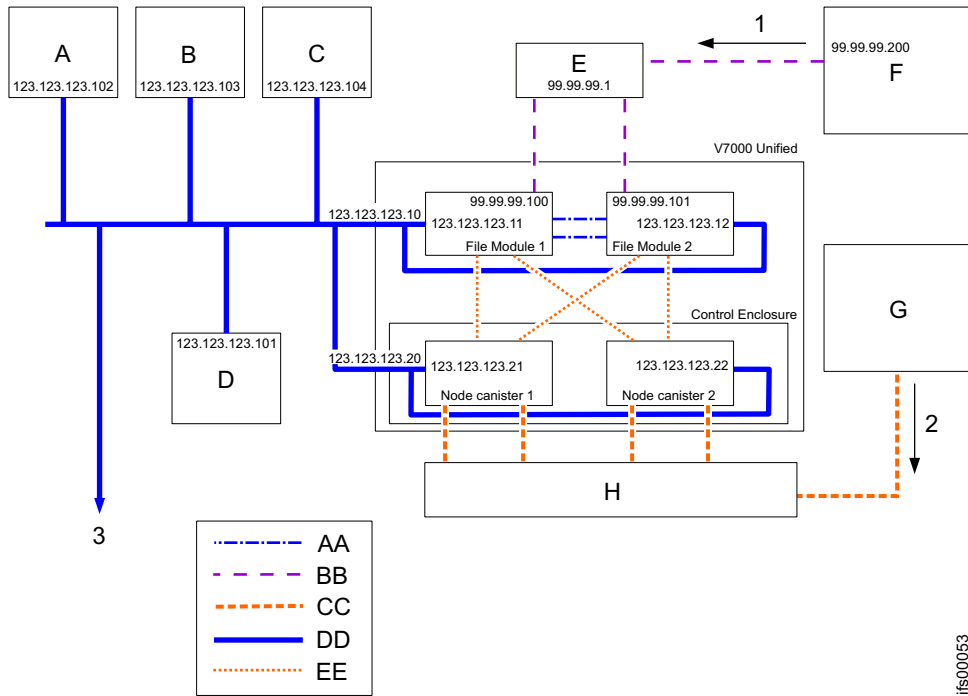 A
123.123.123.102
B
123.123.123.103
C
123.123.123.104
E
99.99.99.1
1
99.99.99.200
F
V7000 Unified
123.123.123.10
99.99.99.100
123.123.123.11
File Module 1
99.99.99.101
123.123.123.12
File Module 2
G
Control Enclosure
123.123.123.101
D
123.123.123.20
123.123.123.21
Node canister 1
123.123.123.22
Node canister 2
2
H
3
AA
BB
CC
DD
EE
ifs00053